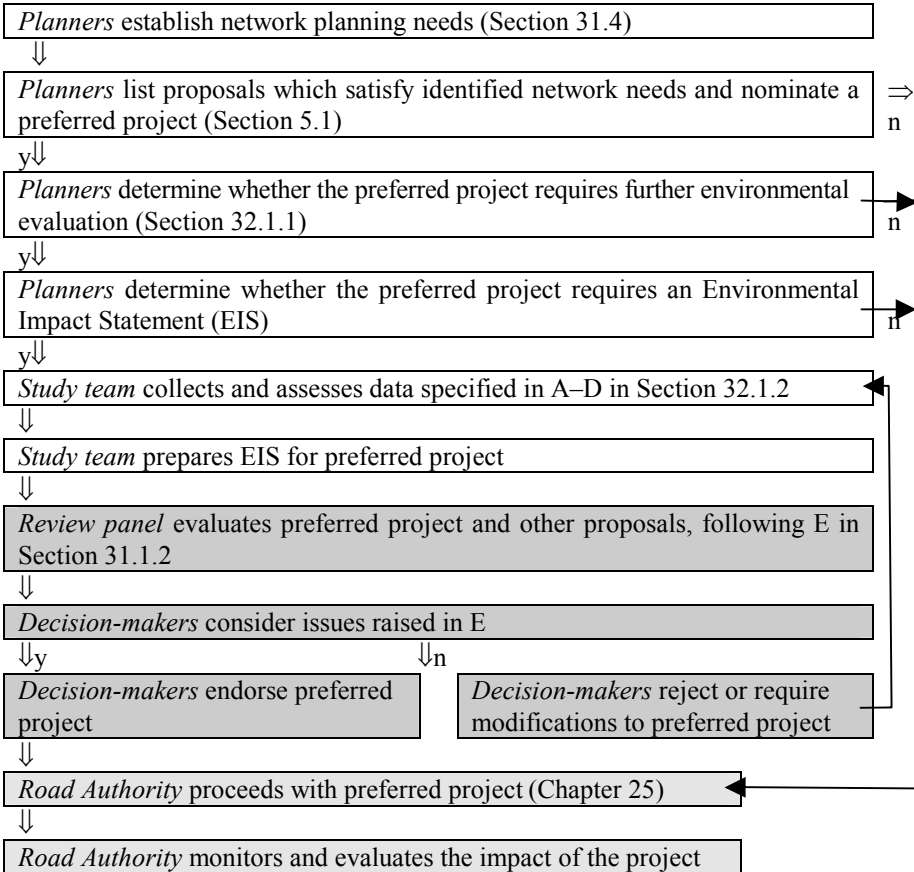 Planners establish network planning needs (Section 31.4)
⇓
Planners list proposals which satisfy identified network needs and nominate a
preferred project (Section 5.1)
⇒
n
y⇓
Planners determine whether the preferred project requires further environmental
evaluation (Section 32.1.1)
n
y⇓
Planners determine whether the preferred project requires an Environmental
Impact Statement (EIS)
n
y⇓
Study team collects and assesses data specified in A–D in Section 32.1.2
⇓
Study team prepares EIS for preferred project
⇓
Review panel evaluates preferred project and other proposals, following E in
Section 31.1.2
⇓
Decision-makers consider issues raised in E
⇓y ⇓n
Decision-makers endorse preferred
project
Decision-makers reject or require
modifications to preferred project
⇓
Road Authority proceeds with preferred project (Chapter 25)
⇓
Road Authority monitors and evaluates the impact of the project